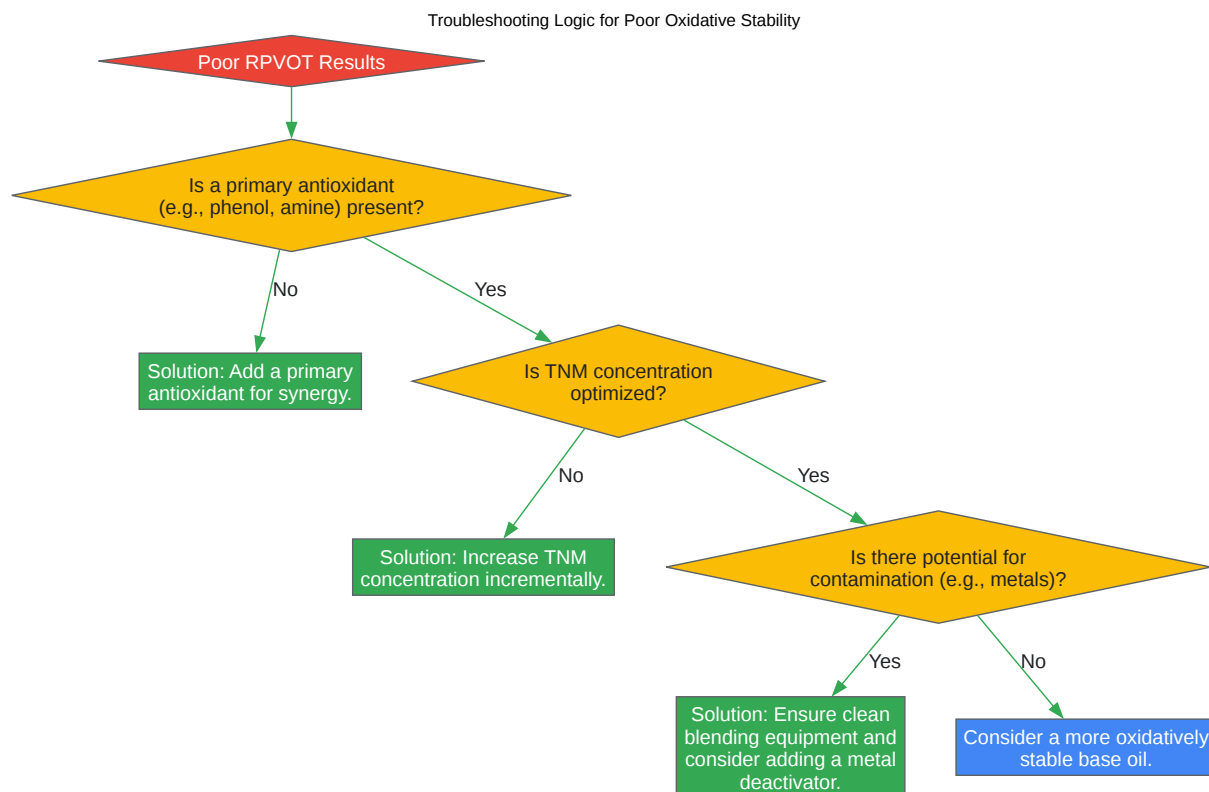 Troubleshooting Logic for Poor Oxidative Stability
Poor RPVOT Results
Is a primary antioxidant
(e.g., phenol, amine) present?
No
Yes
Solution: Add a primary
antioxidant for synergy.
Is TNM concentration
optimized?
No
Yes
Solution: Increase TNM
concentration incrementally.
Is there potential for
contamination (e.g., metals)?
Yes
No
Solution: Ensure clean
blending equipment and
consider adding a metal
deactivator.
Consider a more oxidatively
stable base oil.